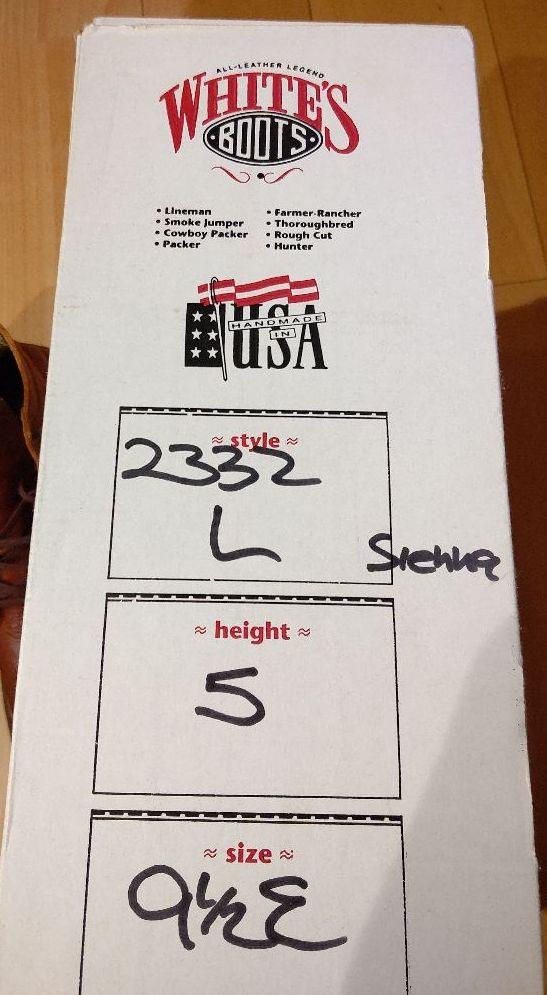 ALL-LEATHER LEGEND
WHITE'S
BOOTS
• Lineman
• Smoke Jumper
• Cowboy Packer
• Packer
• Farmer-Rancher
• Thoroughbred
• Rough Cut
• Hunter
HANDMADE
IN
USA
≈ style ≈
2332
L
Sienna
≈ height ≈
5
≈ size ≈
9½ E